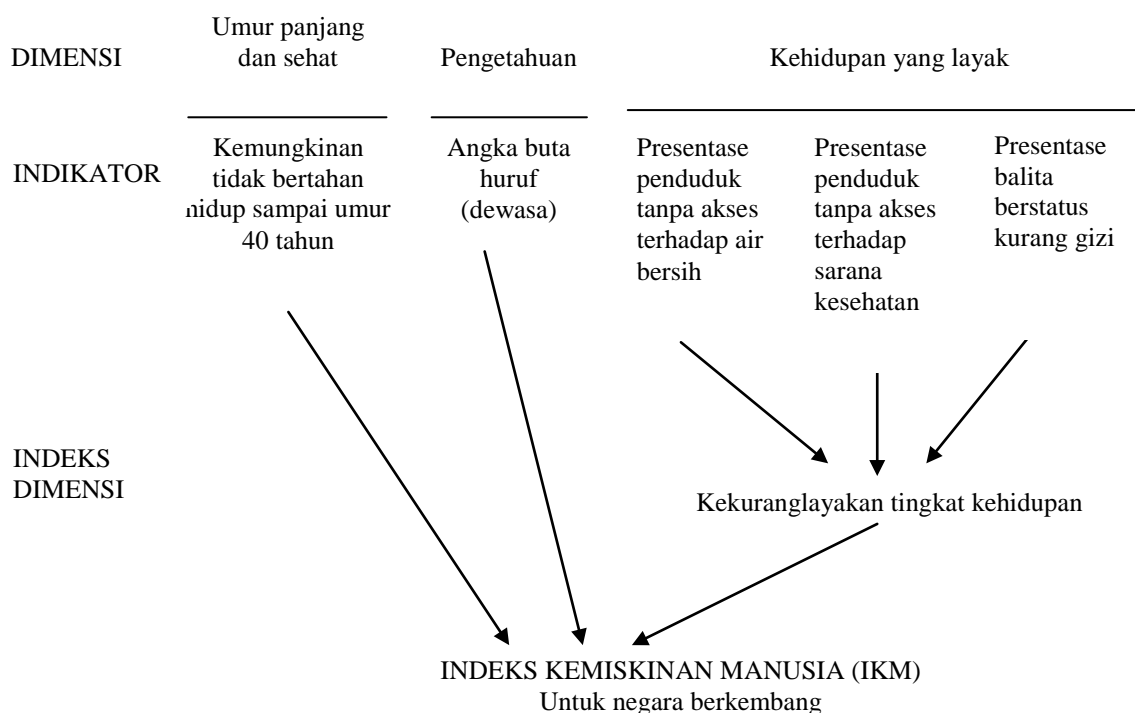 DIMENSI
Umur panjang
dan sehat
Pengetahuan
Kehidupan yang layak
INDIKATOR
Kemungkinan
tidak bertahan
hidup sampai umur
40 tahun
Angka buta
huruf
(dewasa)
Presentase
penduduk
tanpa akses
terhadap air
bersih
Presentase
penduduk
tanpa akses
terhadap
sarana
kesehatan
Presentase
balita
berstatus
kurang gizi
INDEKS
DIMENSI
Kekuranglayakan tingkat kehidupan
INDEKS KEMISKINAN MANUSIA (IKM)
Untuk negara berkembang